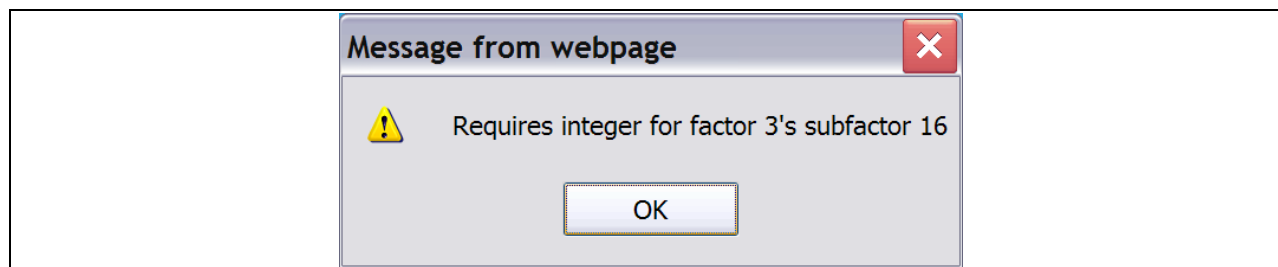 Message from webpage
Requires integer for factor 3's subfactor 16
OK